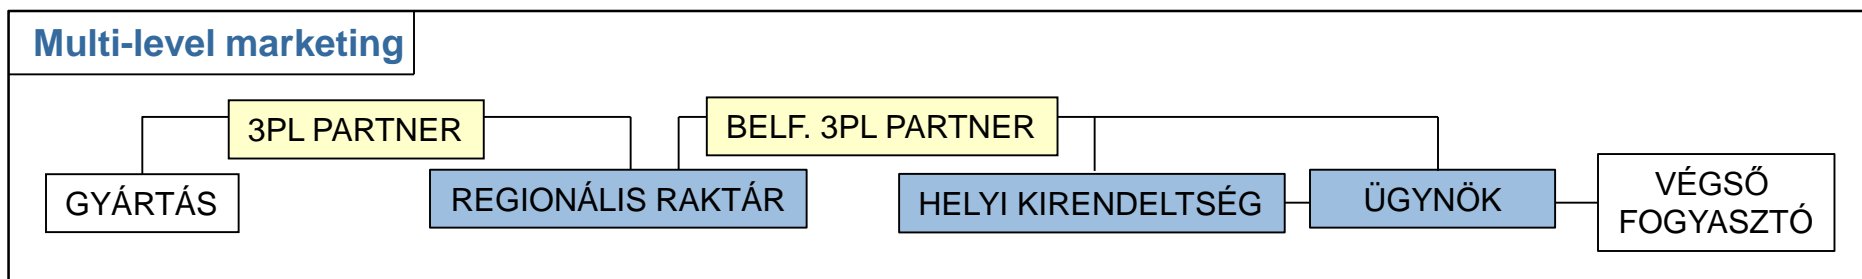 Multi-level marketing
3PL PARTNER
BELF. 3PL PARTNER
GYÁRTÁS
REGIONÁLIS RAKTÁR
HELYI KIRENDELTSÉG
ÜGYNÖK
VÉGSŐ
FOGYASZTÓ